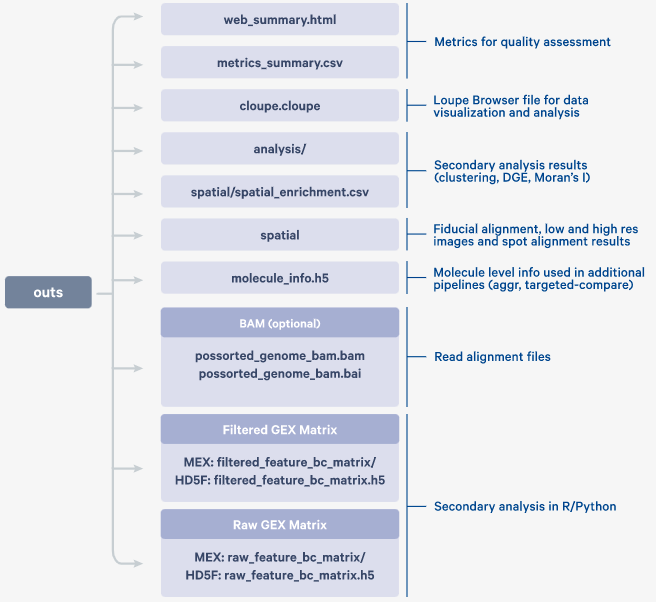 web_summary.html
metrics_summary.csv
Metrics for quality assessment
cloupe.cloupe
Loupe Browser file for data
visualization and analysis
analysis/
spatial/spatial_enrichment.csv
Secondary analysis results
(clustering, DGE, Moran's I)
spatial
Fiducial alignment, low and high res
images and spot alignment results
outs
molecule_info.h5
Molecule level info used in additional
pipelines (aggr, targeted-compare)
BAM (optional)
possorted_genome_bam.bam
possorted_genome_bam.bai
Read alignment files
Filtered GEX Matrix
MEX: filtered_feature_bc_matrix/
HD5F: filtered_feature_bc_matrix.h5
Raw GEX Matrix
MEX: raw_feature_bc_matrix/
HD5F: raw_feature_bc_matrix.h5
Secondary analysis in R/Python